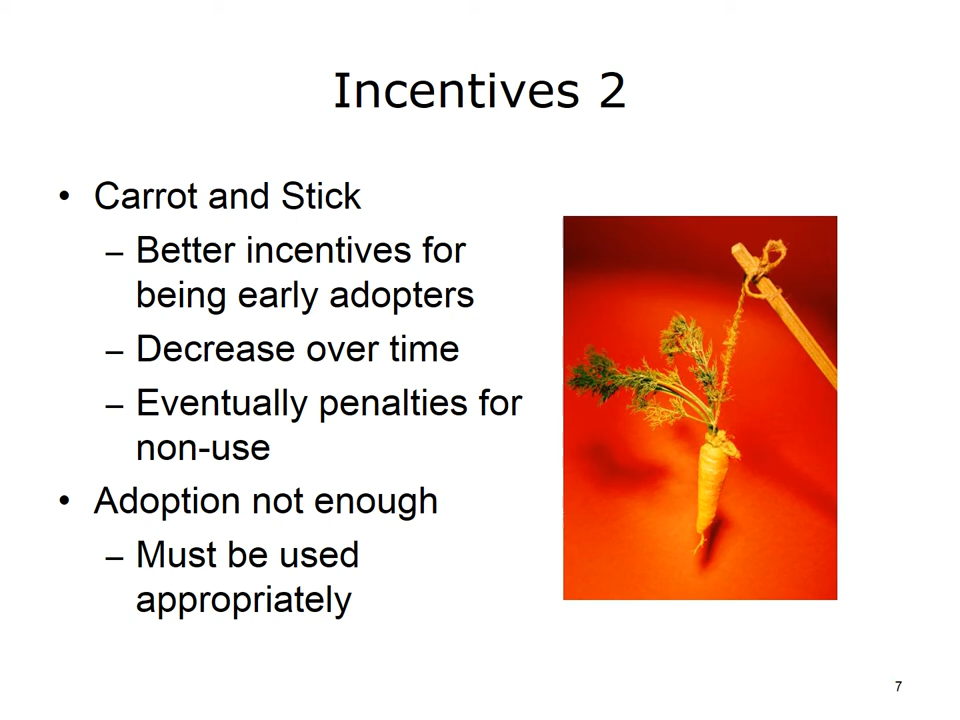 Incentives 2
• Carrot and Stick
– Better incentives for
being early adopters
– Decrease over time
– Eventually penalties for
non-use
• Adoption not enough
– Must be used
appropriately
7